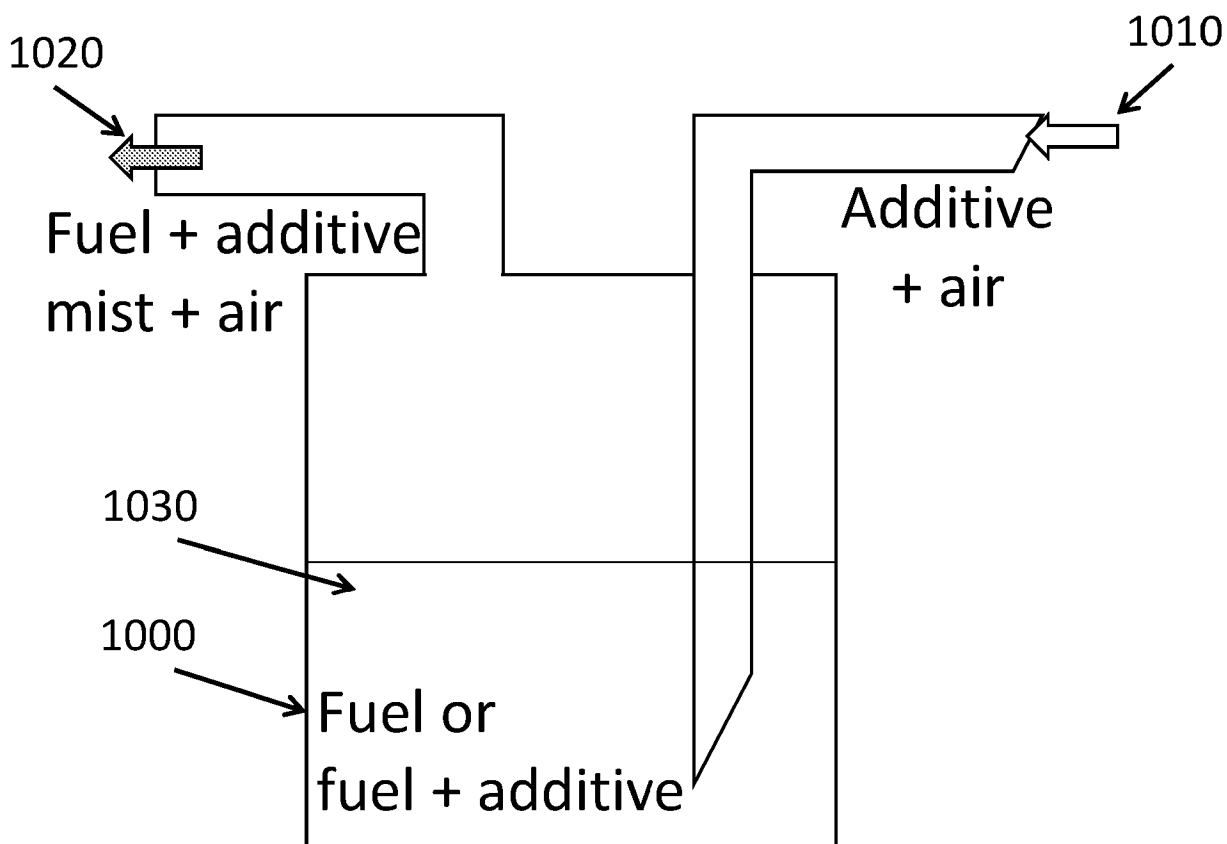 1010
1020
Additive
+ air
Fuel + additive
mist + air
1030
1000
Fuel or
fuel + additive